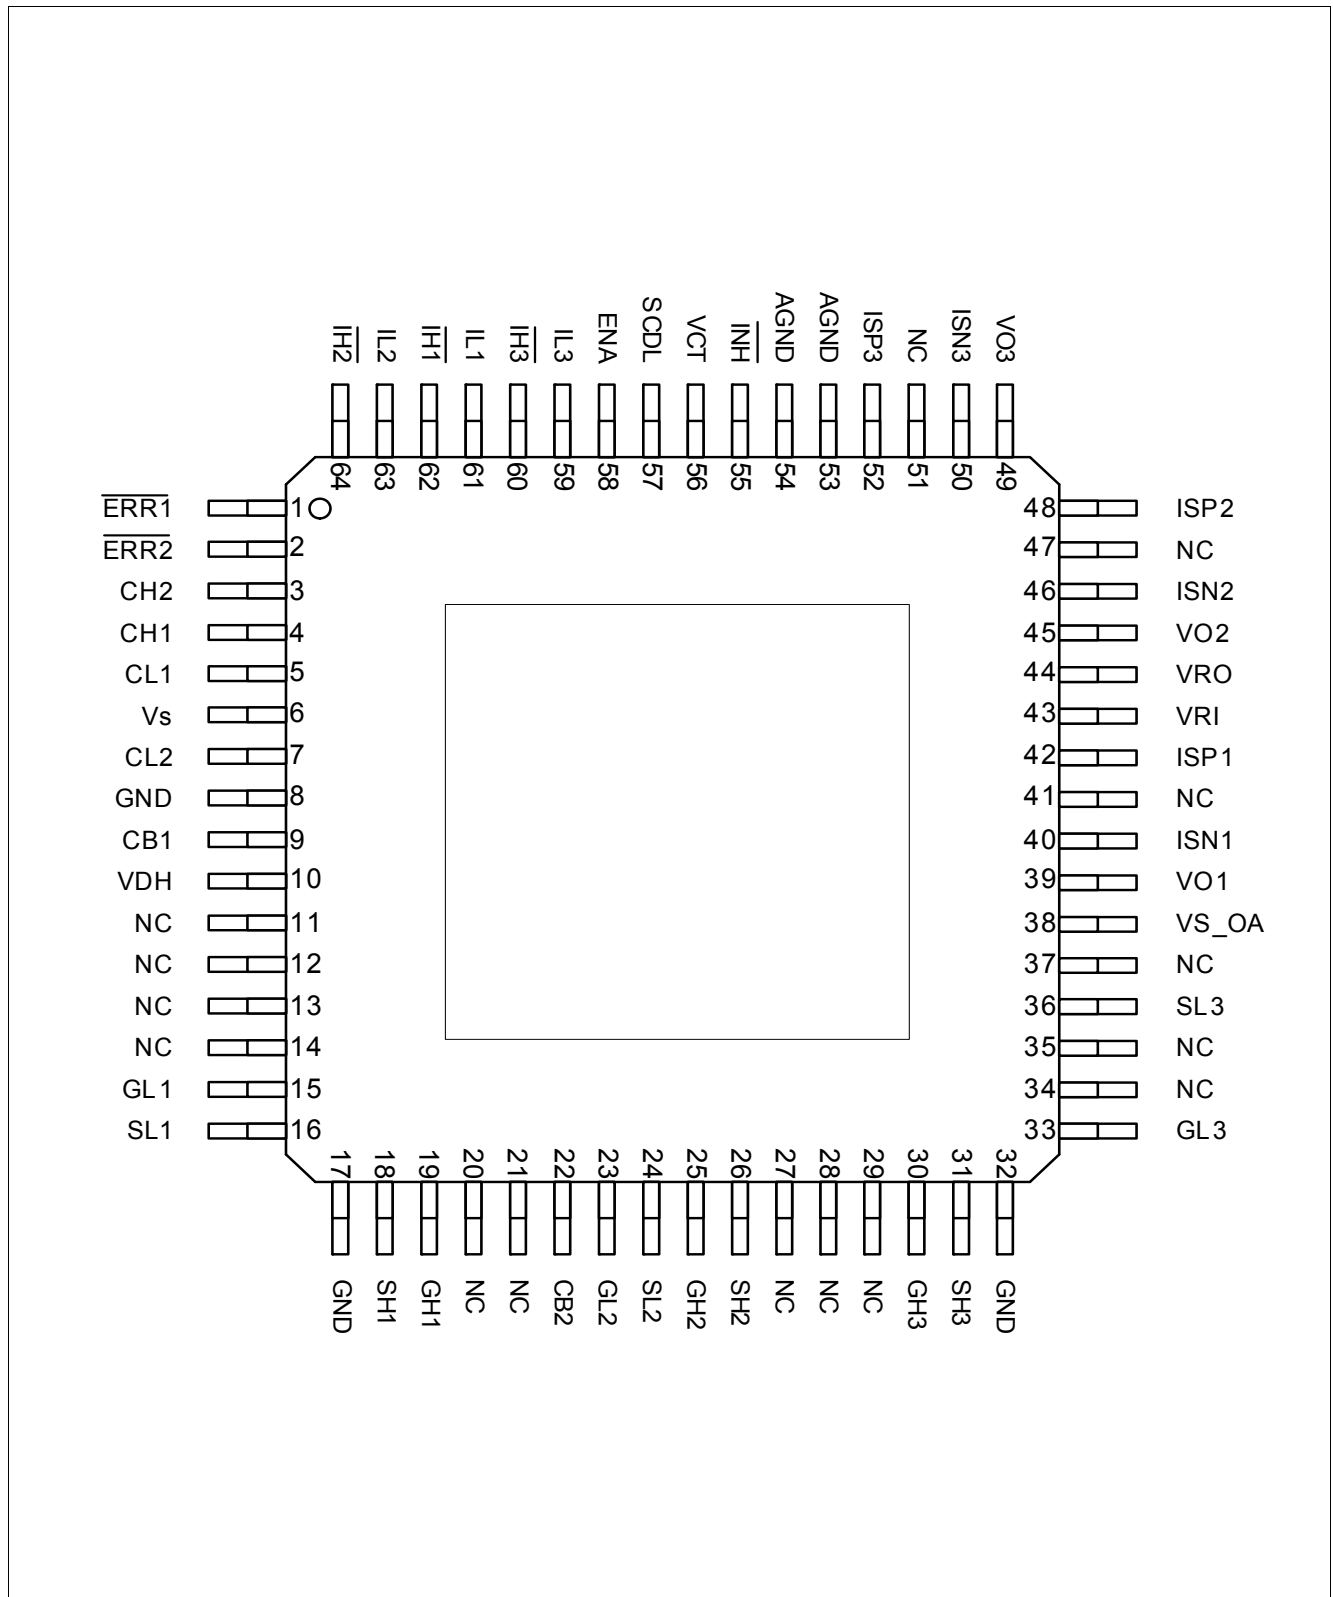 IH2 IL2 IH1 IL1 IH3 IL3 ENA SCDL VCT INH AGND AGND ISP3 NC ISN3 VO3
64 63 62 61 60 59 58 57 56 55 54 53 52 51 50 49
ERR1 1 48 ISP2
ERR2 2 47 NC
CH2 3 46 ISN2
CH1 4 45 VO2
CL1 5 44 VRO
Vs 6 43 VRI
CL2 7 42 ISP1
GND 8 41 NC
CB1 9 40 ISN1
VDH 10 39 VO1
NC 11 38 VS_OA
NC 12 37 NC
NC 13 36 SL3
NC 14 35 NC
GL1 15 34 NC
SL1 16 33 GL3
17 18 19 20 21 22 23 24 25 26 27 28 29 30 31 32
GND SH1 GH1 NC NC CB2 GL2 SL2 GH2 SH2 NC NC NC GH3 SH3 GND